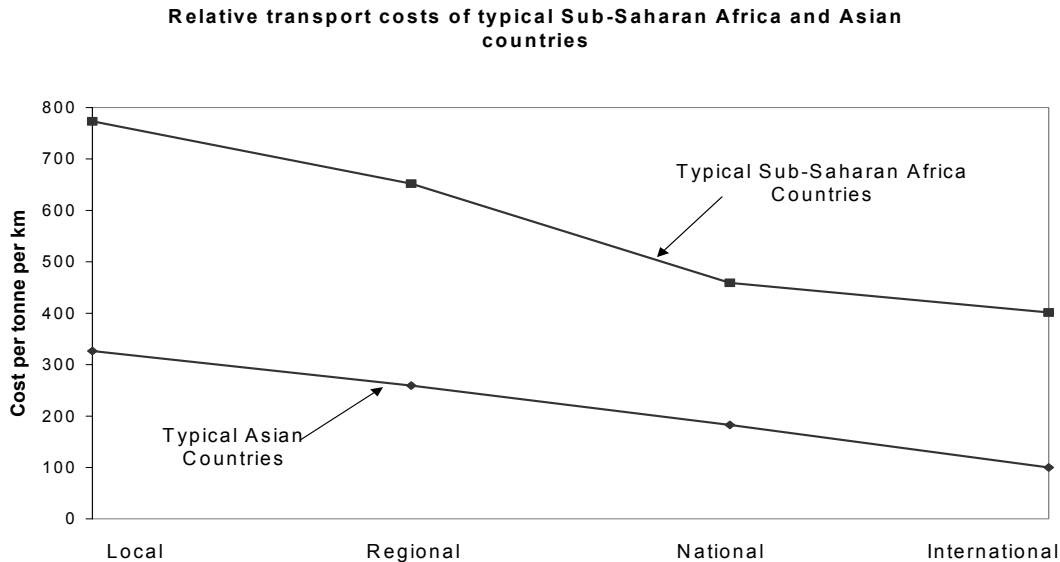 Relative transport costs of typical Sub-Saharan Africa and Asian
countries
800
700
600
500
400
300
200
100
0
Cost per tonne per km
Typical Sub-Saharan Africa
Countries
Typical Asian
Countries
Local Regional National International